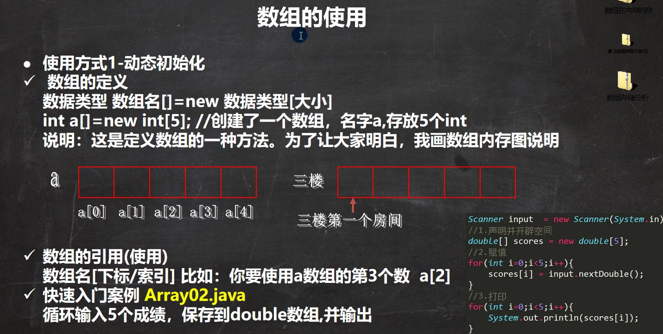 数组的使用
● 使用方式1-动态初始化
✓ 数组的定义
数据类型 数组名[]=new 数据类型[大小]
int a[]=new int[5]; //创建了一个数组，名字a,存放5个int
说明：这是定义数组的一种方法。为了让大家明白，我画数组内存图说明
a
a[0] a[1] a[2] a[3] a[4]
三楼
三楼第一个房间
✓ 数组的引用(使用)
数组名[下标/索引] 比如：你要使用a数组的第3个数 a[2]
✓ 快速入门案例 Array02.java
循环输入5个成绩，保存到double数组,并输出
Scanner input = new Scanner(System.in)
//1.声明并开辟空间
double[] scores = new double[5];
//2.赋值
for(int i=0;i<5;i++){
scores[i] = input.nextDouble();
}
//3.打印
for(int i=0;i<5;i++){
System.out.println(scores[i]);
}